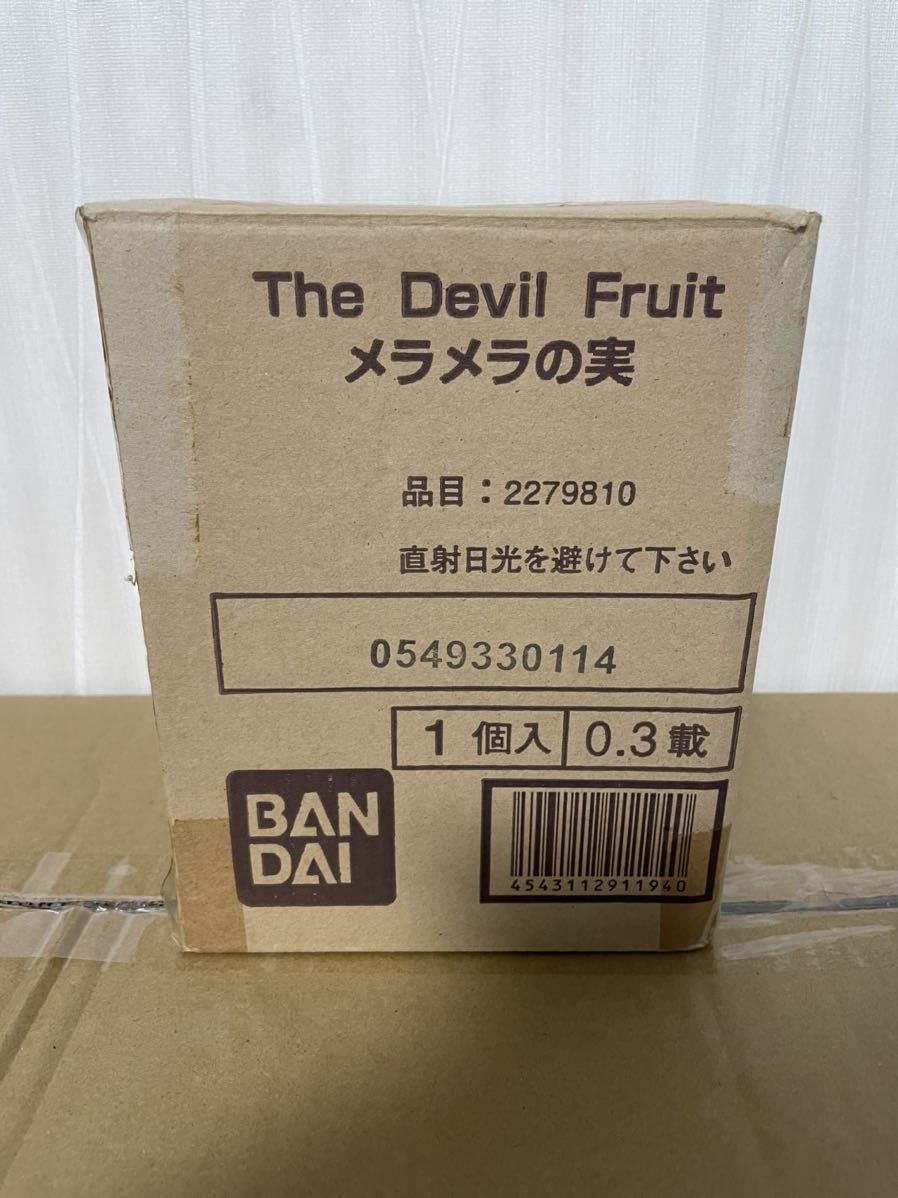 The Devil Fruit
メラメラの実
品目：2279810
直射日光を避けて下さい
0549330114
1個入 0.3載
BAN
DAI
4543112911940